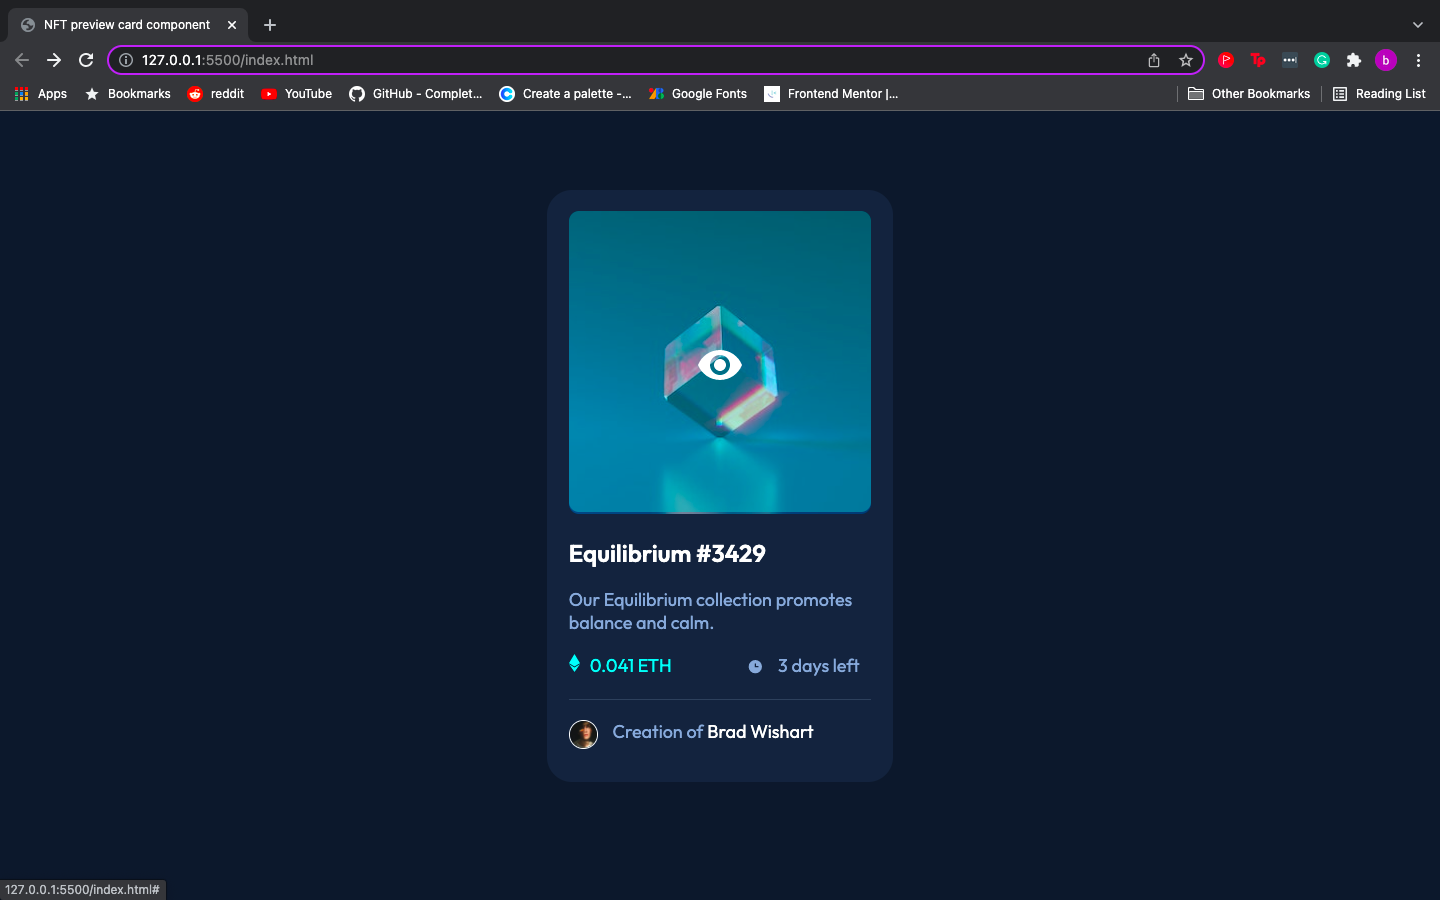 NFT preview card component
127.0.0.1:5500/index.html
Tp
b
Apps
Bookmarks
reddit
YouTube
GitHub - Complet...
Create a palette -...
Google Fonts
Frontend Mentor |...
Other Bookmarks
Reading List
Equilibrium #3429
Our Equilibrium collection promotes
balance and calm.
0.041 ETH
3 days left
Creation of Brad Wishart
127.0.0.1:5500/index.html#